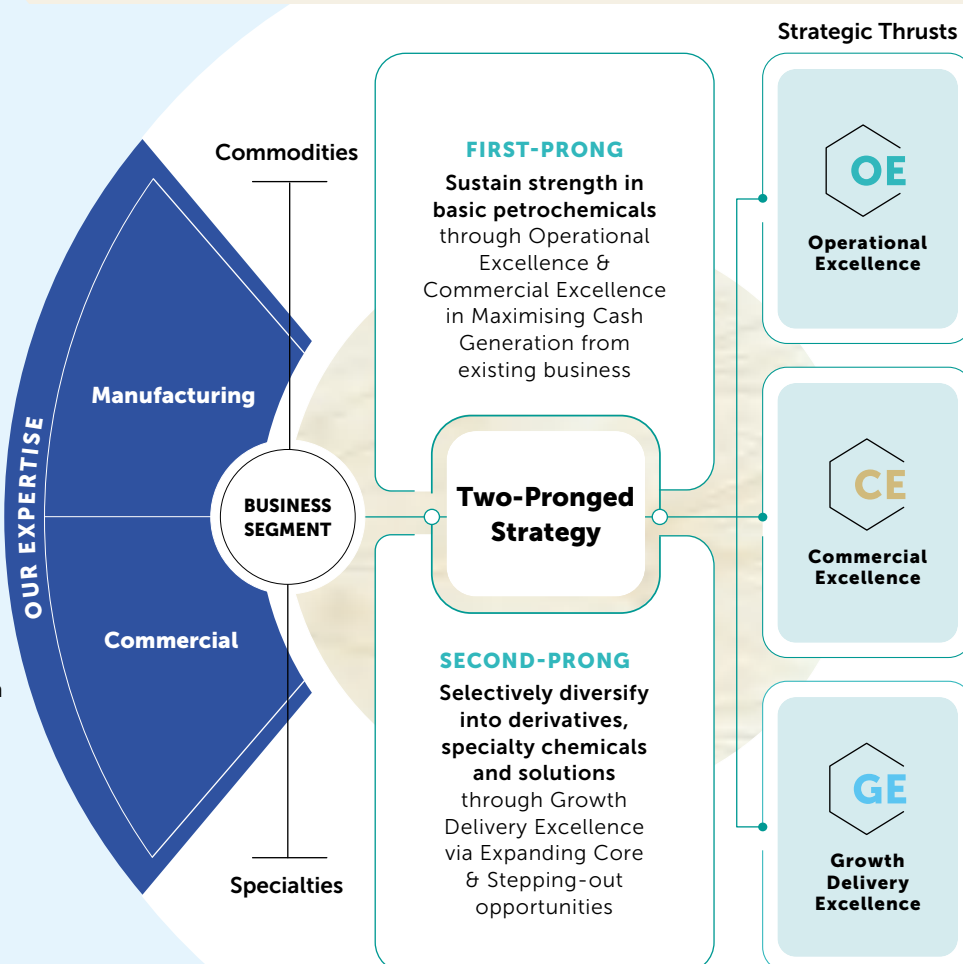 Strategic Thrusts
OUR EXPERTISE
Manufacturing
Commercial
Commodities
BUSINESS
SEGMENT
Specialties
FIRST-PRONG
Sustain strength in
basic petrochemicals
through Operational
Excellence &
Commercial Excellence
in Maximising Cash
Generation from
existing business
Two-Pronged
Strategy
SECOND-PRONG
Selectively diversify
into derivatives,
specialty chemicals
and solutions
through Growth
Delivery Excellence
via Expanding Core
& Stepping-out
opportunities
OE
Operational
Excellence
CE
Commercial
Excellence
GE
Growth
Delivery
Excellence